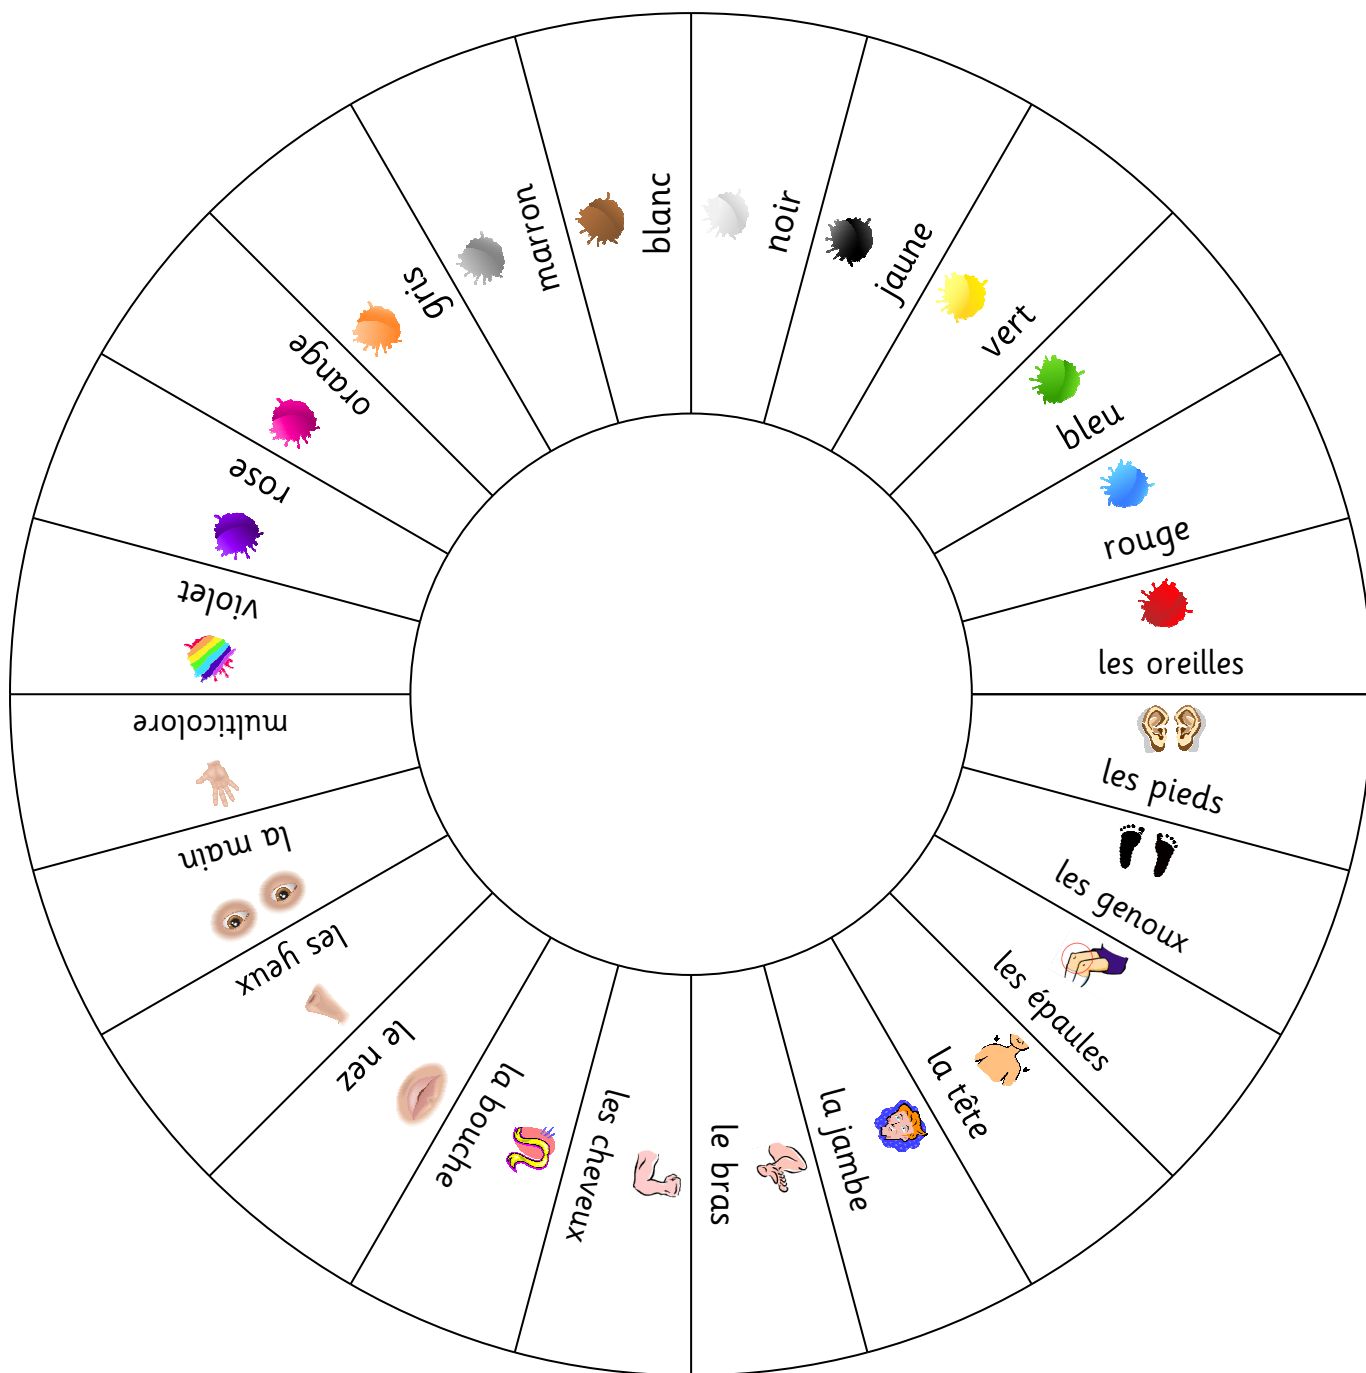 noir
jaune
vert
bleu
rouge
les oreilles
les pieds
les genoux
les épaules
la tête
la jambe
le bras
les cheveux
la bouche
le nez
les yeux
la main
multicolore
violet
rose
orange
gris
marron
blanc